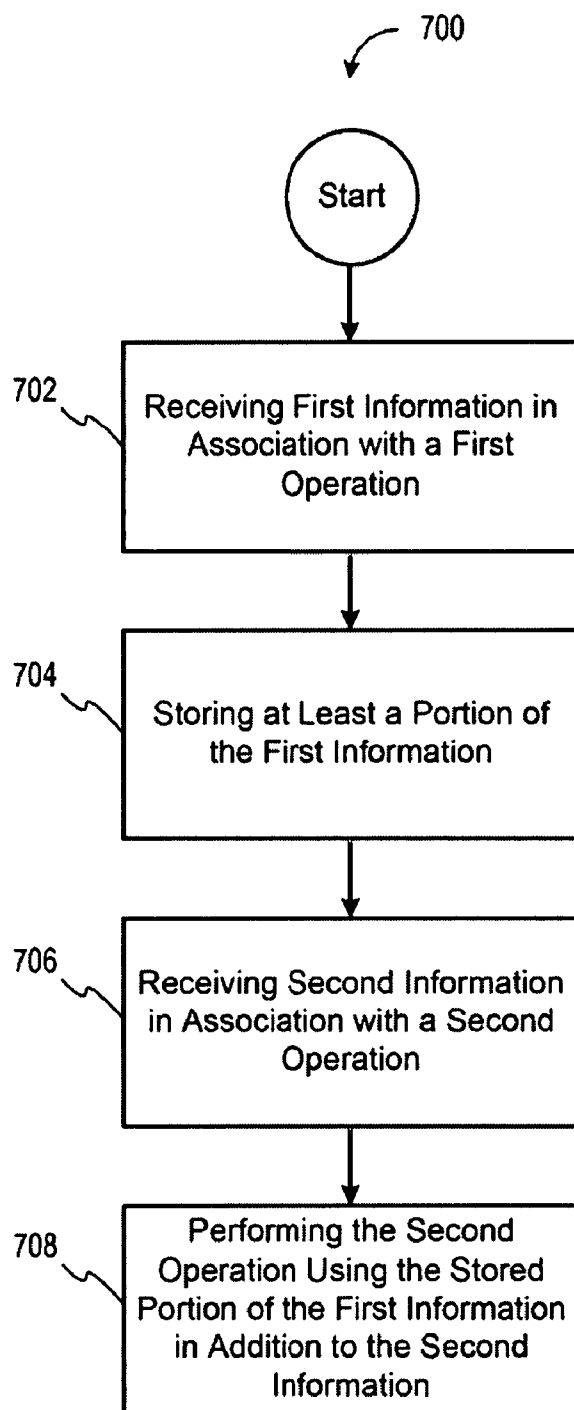 700
Start
702
Receiving First Information in
Association with a First
Operation
704
Storing at Least a Portion of
the First Information
706
Receiving Second Information
in Association with a Second
Operation
708
Performing the Second
Operation Using the Stored
Portion of the First Information
in Addition to the Second
Information